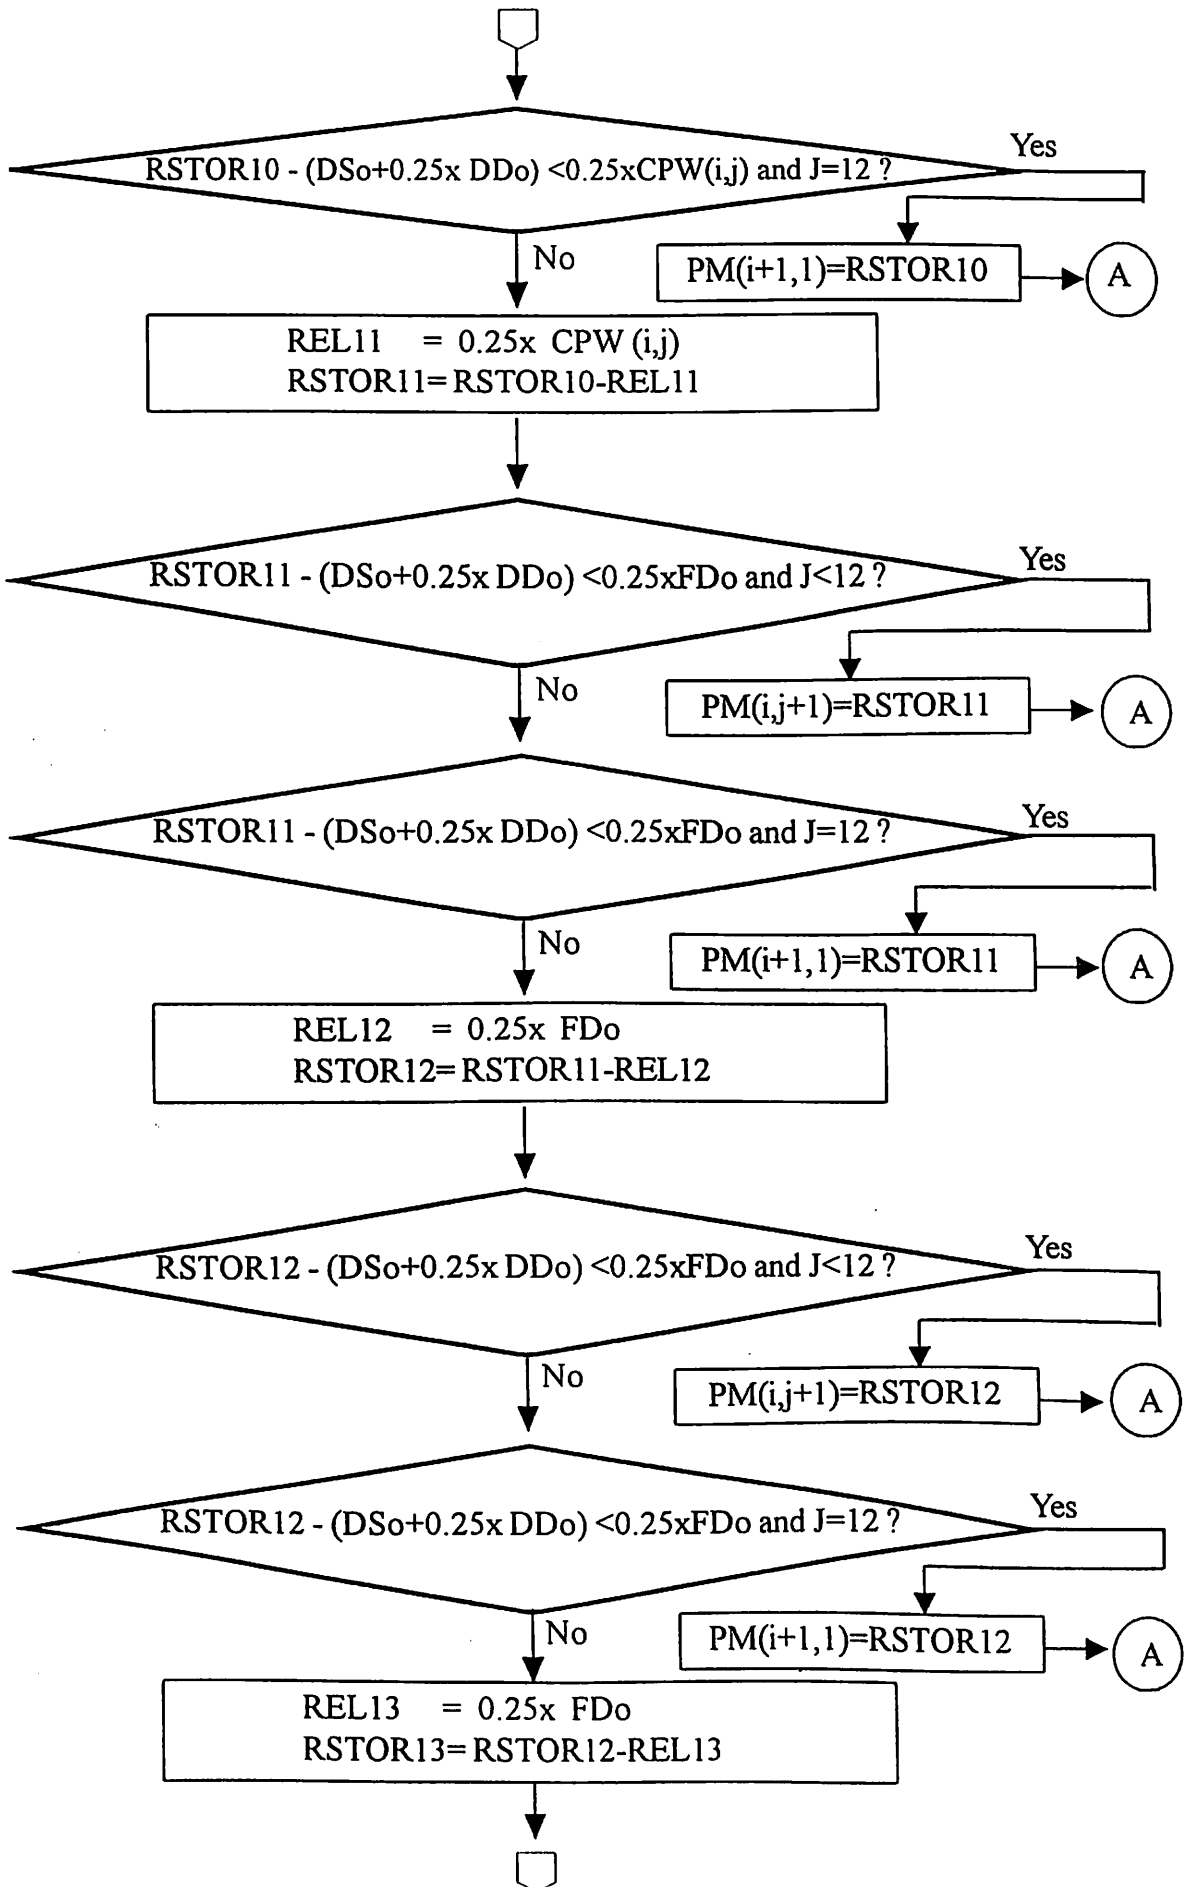 RSTOR10 - (DSo+0.25x DDo) <0.25xCPW(i,j) and J=12 ?
Yes
No
PM(i+1,1)=RSTOR10
A
REL11 = 0.25x CPW (i,j)
RSTOR11= RSTOR10-REL11
RSTOR11 - (DSo+0.25x DDo) <0.25xFDo and J<12 ?
Yes
No
PM(i,j+1)=RSTOR11
A
RSTOR11 - (DSo+0.25x DDo) <0.25xFDo and J=12 ?
Yes
No
PM(i+1,1)=RSTOR11
A
REL12 = 0.25x FDo
RSTOR12= RSTOR11-REL12
RSTOR12 - (DSo+0.25x DDo) <0.25xFDo and J<12 ?
Yes
No
PM(i,j+1)=RSTOR12
A
RSTOR12 - (DSo+0.25x DDo) <0.25xFDo and J=12 ?
Yes
No
PM(i+1,1)=RSTOR12
A
REL13 = 0.25x FDo
RSTOR13= RSTOR12-REL13